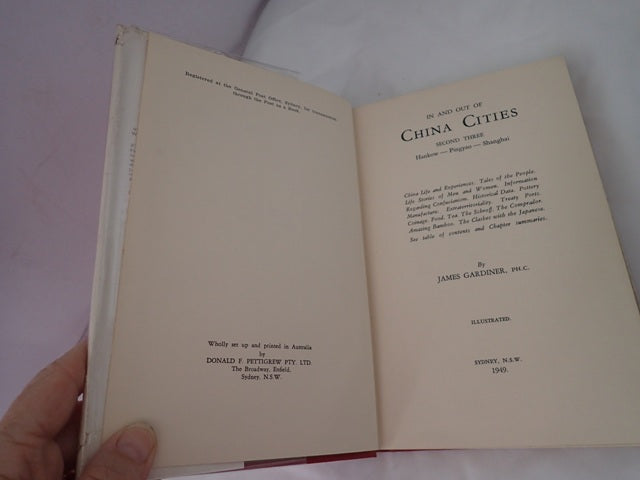 Registered at the General Post Office, Sydney, for transmission
through the Post as a Book.
Wholly set up and printed in Australia
by
DONALD F. PETTIGREW PTY. LTD.
The Broadway, Enfield,
Sydney, N.S.W.
IN AND OUT OF
CHINA CITIES
SECOND THREE
Hankow — Pingyao — Shanghai
China Life and Experiences. Tales of the People.
Life Stories of Men and Women. Information
Regarding Confucianism. Historical Data. Pottery
Manufacture. Extraterritoriality. Treaty Ports.
Coinage. Food. Tea. The Schroff. The Comprador.
Amazing Bamboo. The Clashes with the Japanese.
See table of contents and Chapter summaries.
By
JAMES GARDINER, PH.C.
ILLUSTRATED.
SYDNEY, N.S.W.
1949.